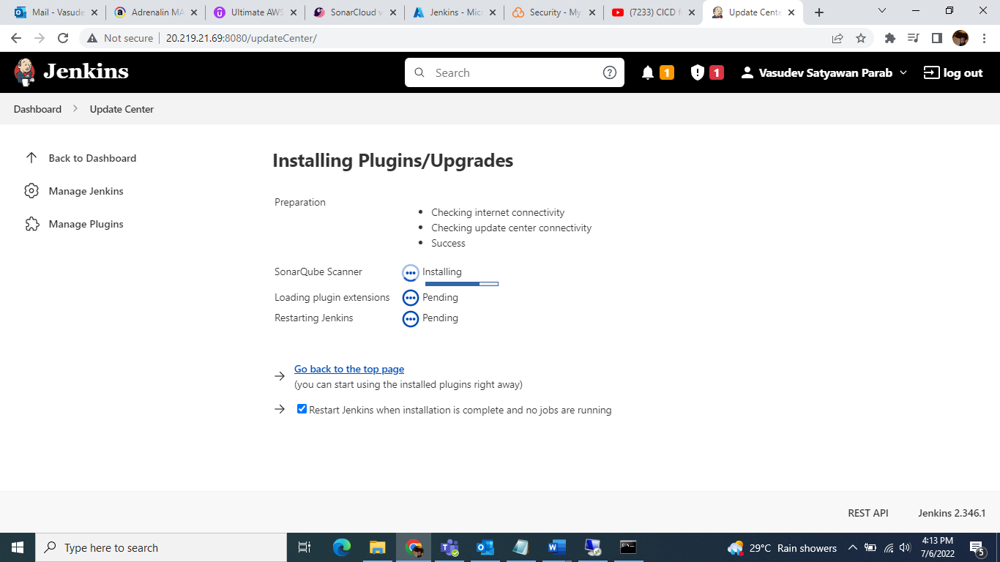 Mail - Vasude
Adrenalin MA
Ultimate AWS
SonarCloud v
Jenkins - Mic
Security - My
(7233) CICD f
Update Cente
Not secure
20.219.21.69:8080/updateCenter/
Jenkins
Search
1
1
Vasudev Satyawan Parab
log out
Dashboard
Update Center
Back to Dashboard
Manage Jenkins
Manage Plugins
Installing Plugins/Upgrades
Preparation
Checking internet connectivity
Checking update center connectivity
Success
SonarQube Scanner
Installing
Loading plugin extensions
Pending
Restarting Jenkins
Pending
Go back to the top page
(you can start using the installed plugins right away)
Restart Jenkins when installation is complete and no jobs are running
REST API
Jenkins 2.346.1
Type here to search
29°C Rain showers
4:13 PM
7/6/2022
5